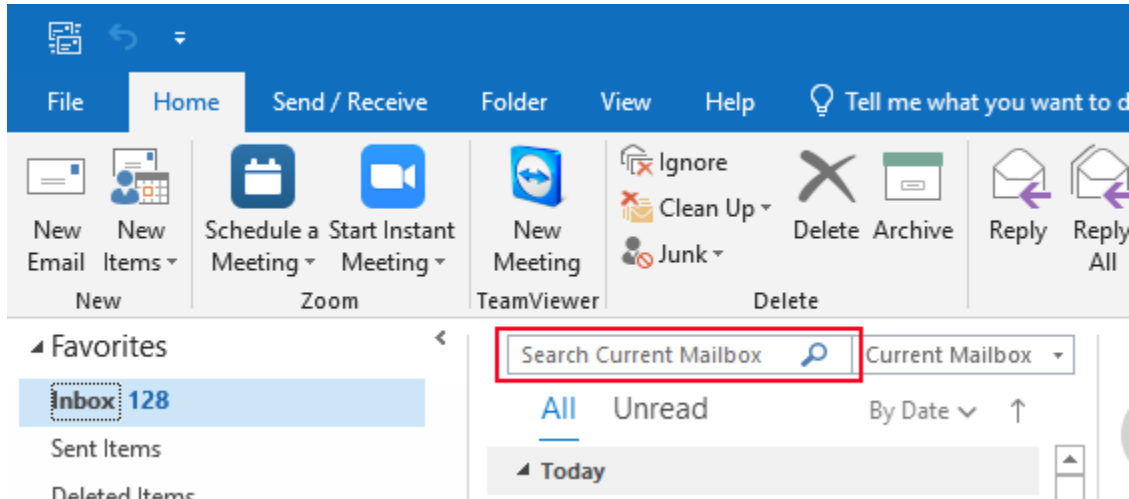 File Home Send / Receive Folder View Help Tell me what you want to d
Ignore
Clean Up
Junk
New Email
New Items
Schedule a Meeting
Start Instant Meeting
New Meeting
Delete
Archive
Reply
Reply All
New Zoom TeamViewer Delete
Favorites
Inbox 128
Sent Items
Deleted Items
Search Current Mailbox Current Mailbox
All Unread By Date
Today